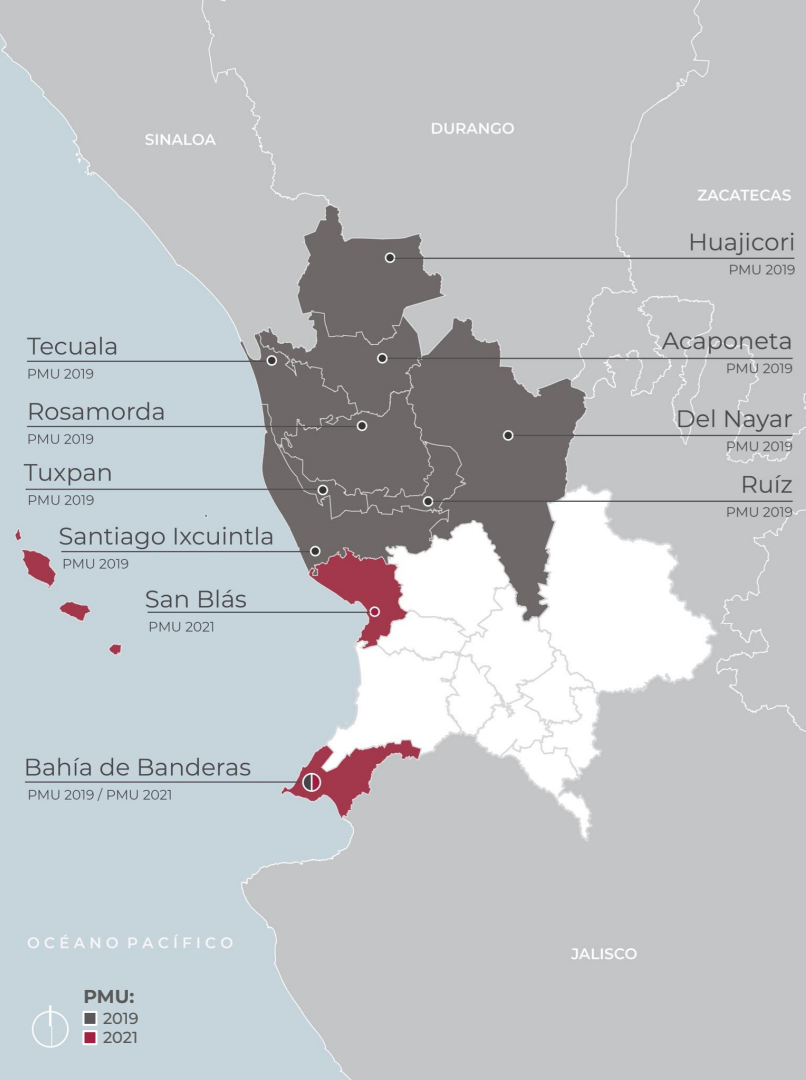 SINALOA
DURANGO
ZACATECAS
Huajicori
PMU 2019
Tecuala
PMU 2019
Acaponeta
PMU 2019
Rosamorda
PMU 2019
Del Nayar
PMU 2019
Tuxpan
PMU 2019
Ruíz
PMU 2019
Santiago Ixcuintla
PMU 2019
San Blás
PMU 2021
Bahía de Banderas
PMU 2019 / PMU 2021
OCÉANO PACÍFICO
JALISCO
PMU:
2019
2021